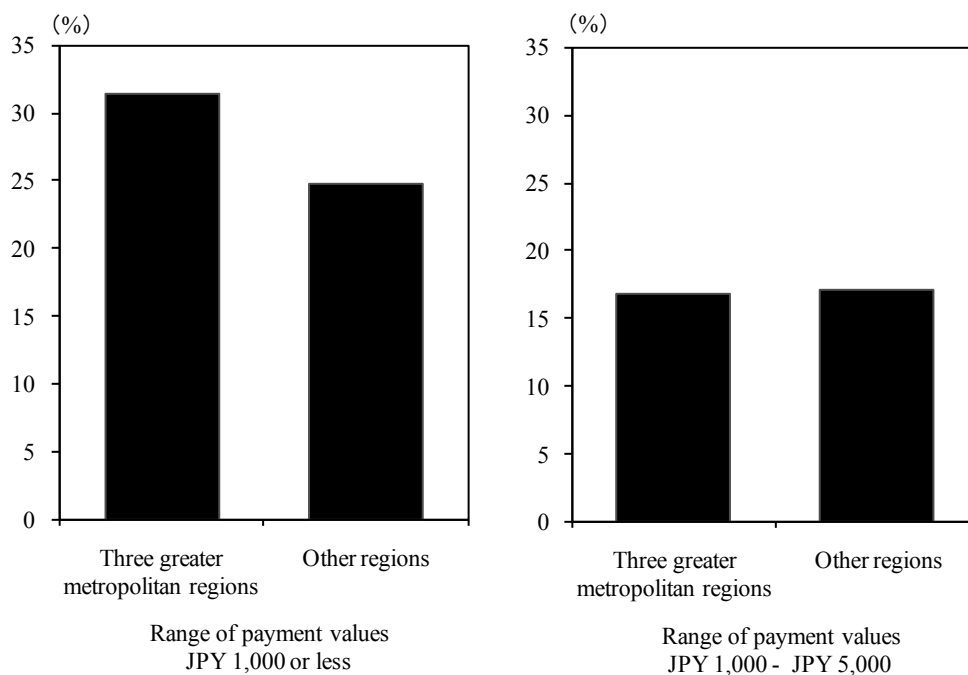 (%)
35
30
25
20
15
10
5
0
Three greater
metropolitan regions
Other regions
Range of payment values
JPY 1,000 or less
(%)
35
30
25
20
15
10
5
0
Three greater
metropolitan regions
Other regions
Range of payment values
JPY 1,000 - JPY 5,000